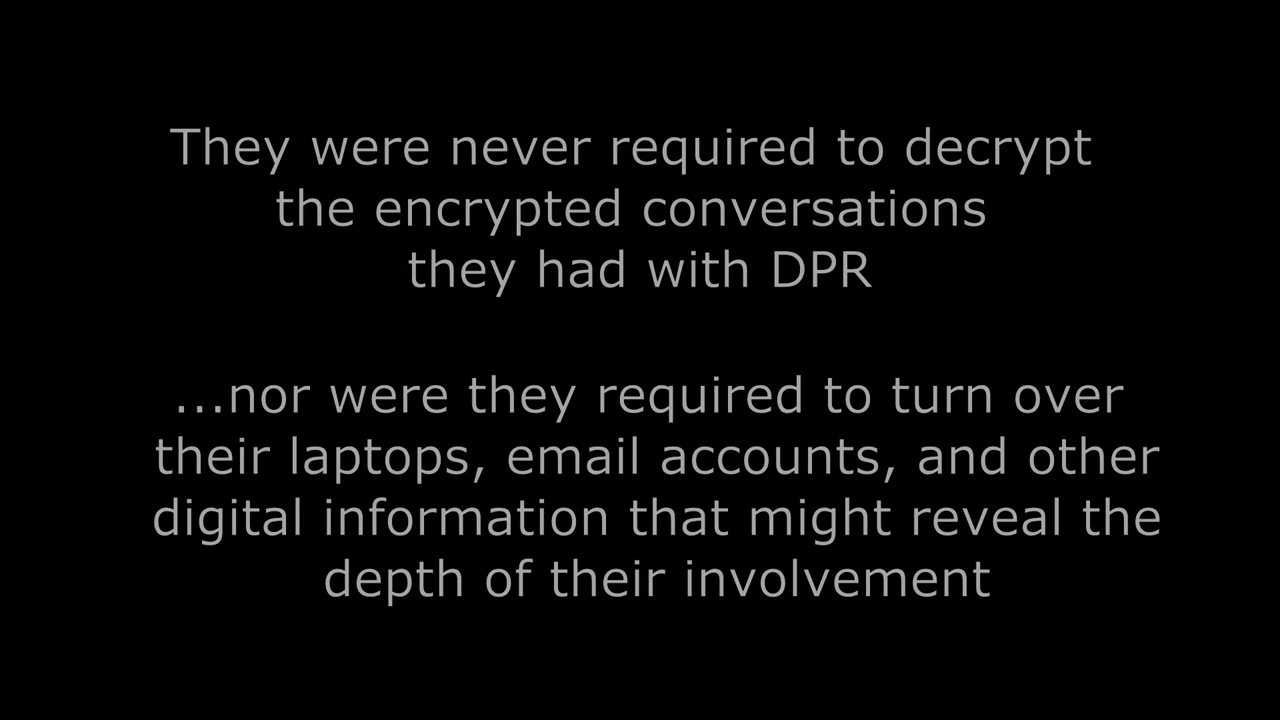 They were never required to decrypt
the encrypted conversations
they had with DPR
...nor were they required to turn over
their laptops, email accounts, and other
digital information that might reveal the
depth of their involvement